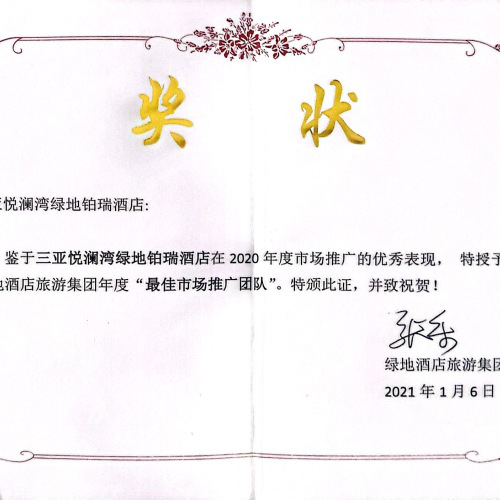 奖 状
悦澜湾绿地铂瑞酒店:
鉴于三亚悦澜湾绿地铂瑞酒店在 2020 年度市场推广的优秀表现， 特授予
酒店旅游集团年度“最佳市场推广团队”。特颁此证，并致祝贺！
绿地酒店旅游集团
2021 年 1 月 6 日